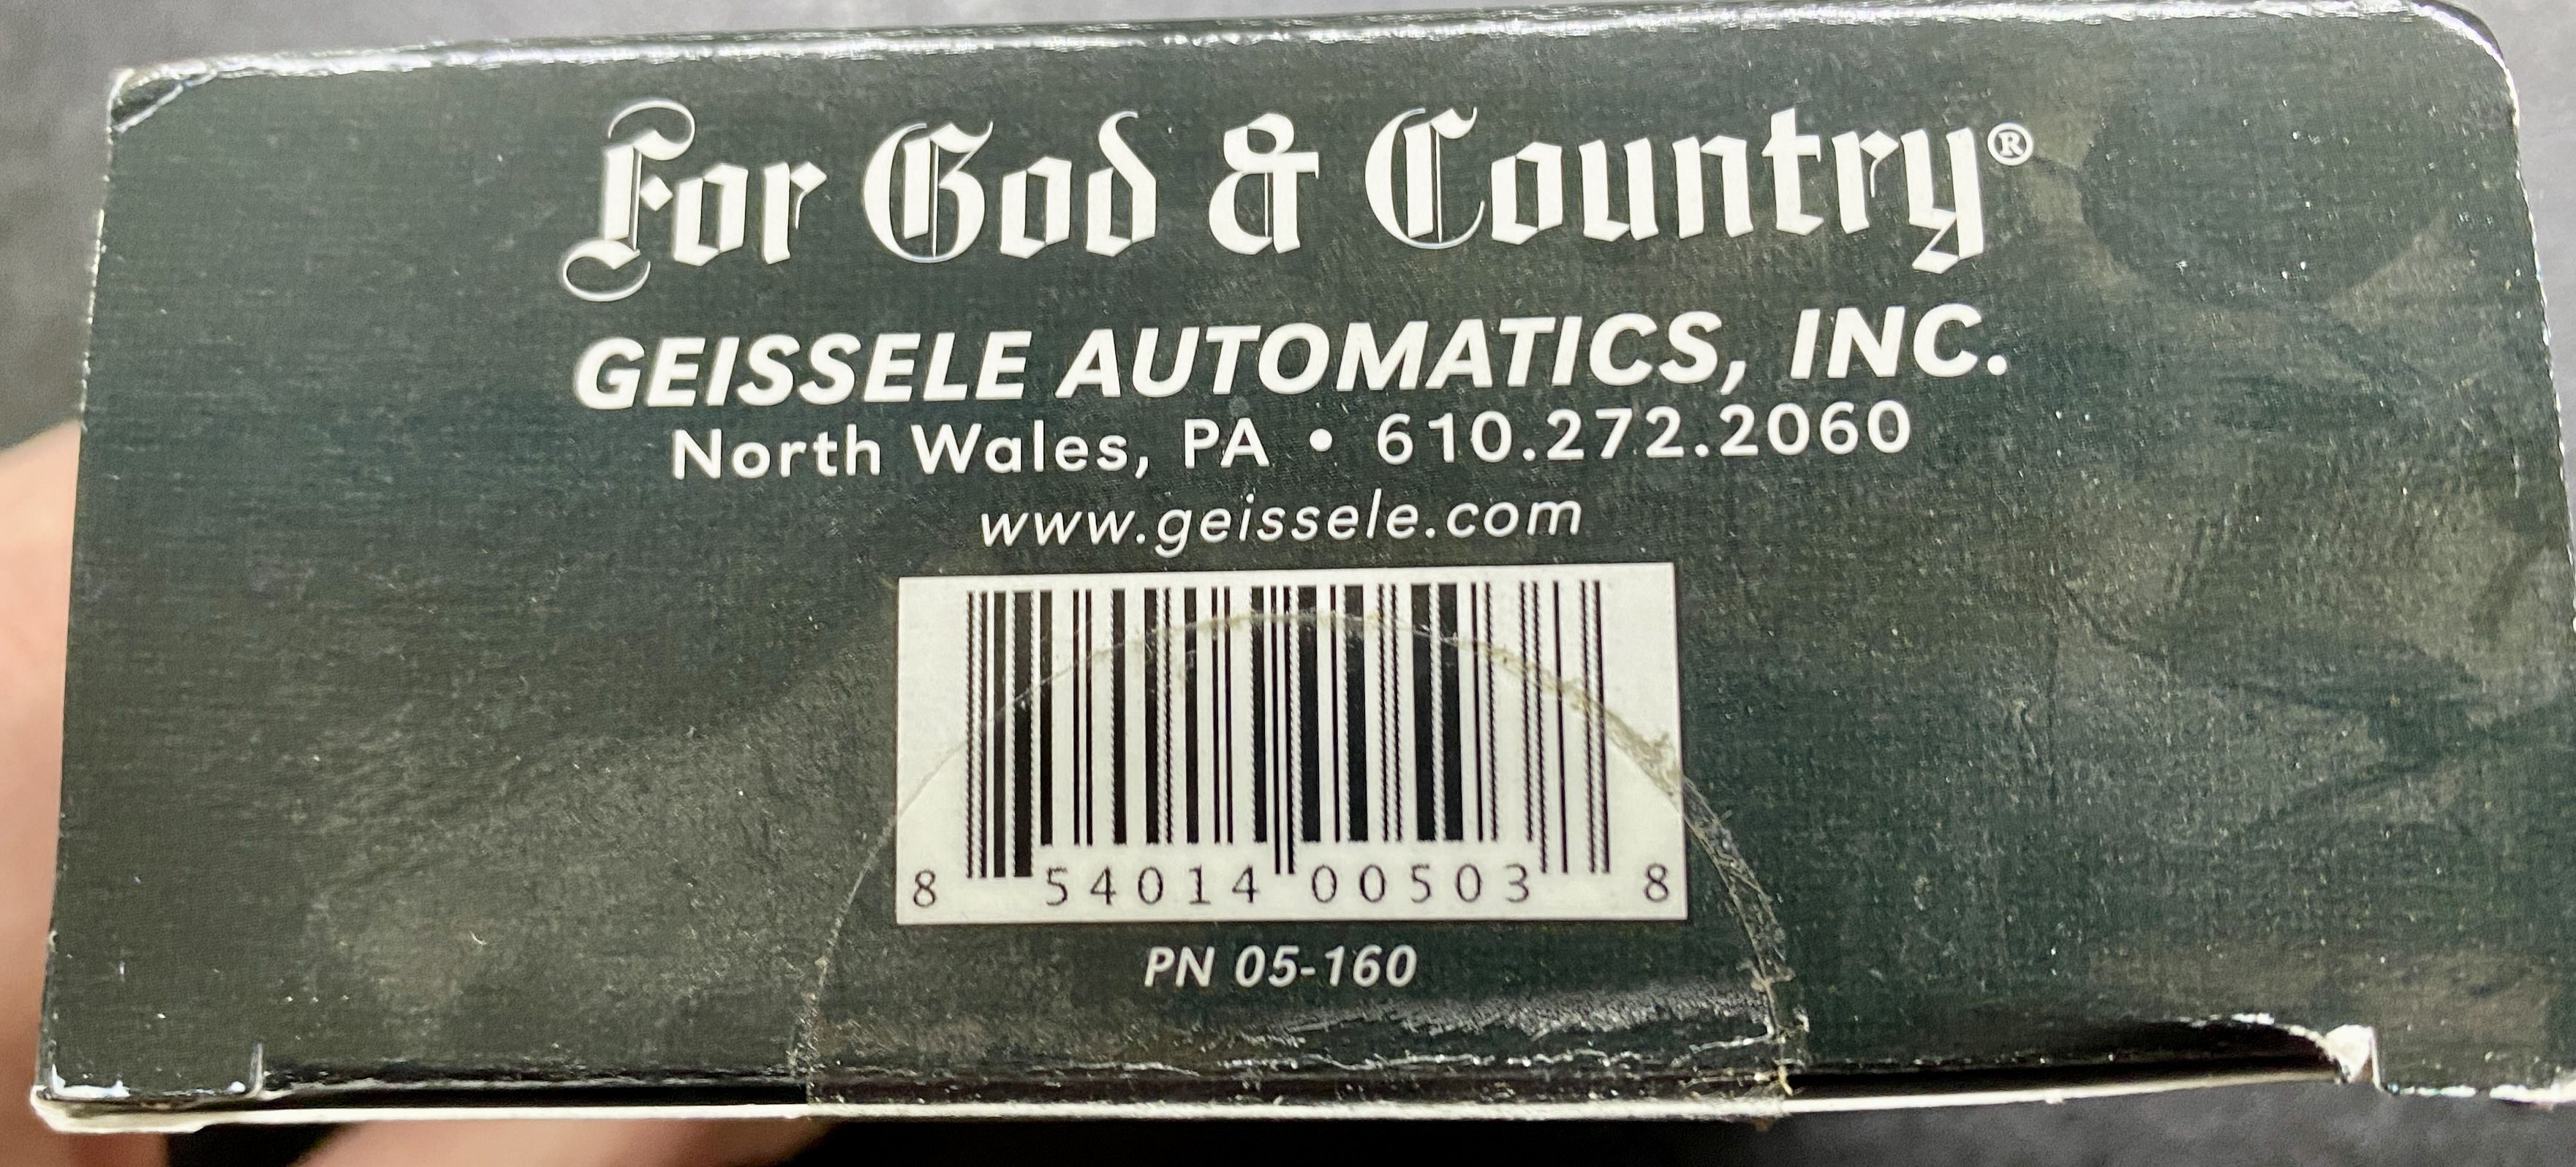 For God & Country®
GEISSELE AUTOMATICS, INC.
North Wales, PA • 610.272.2060
www.geissele.com
8 54014 00503 8
PN 05-160